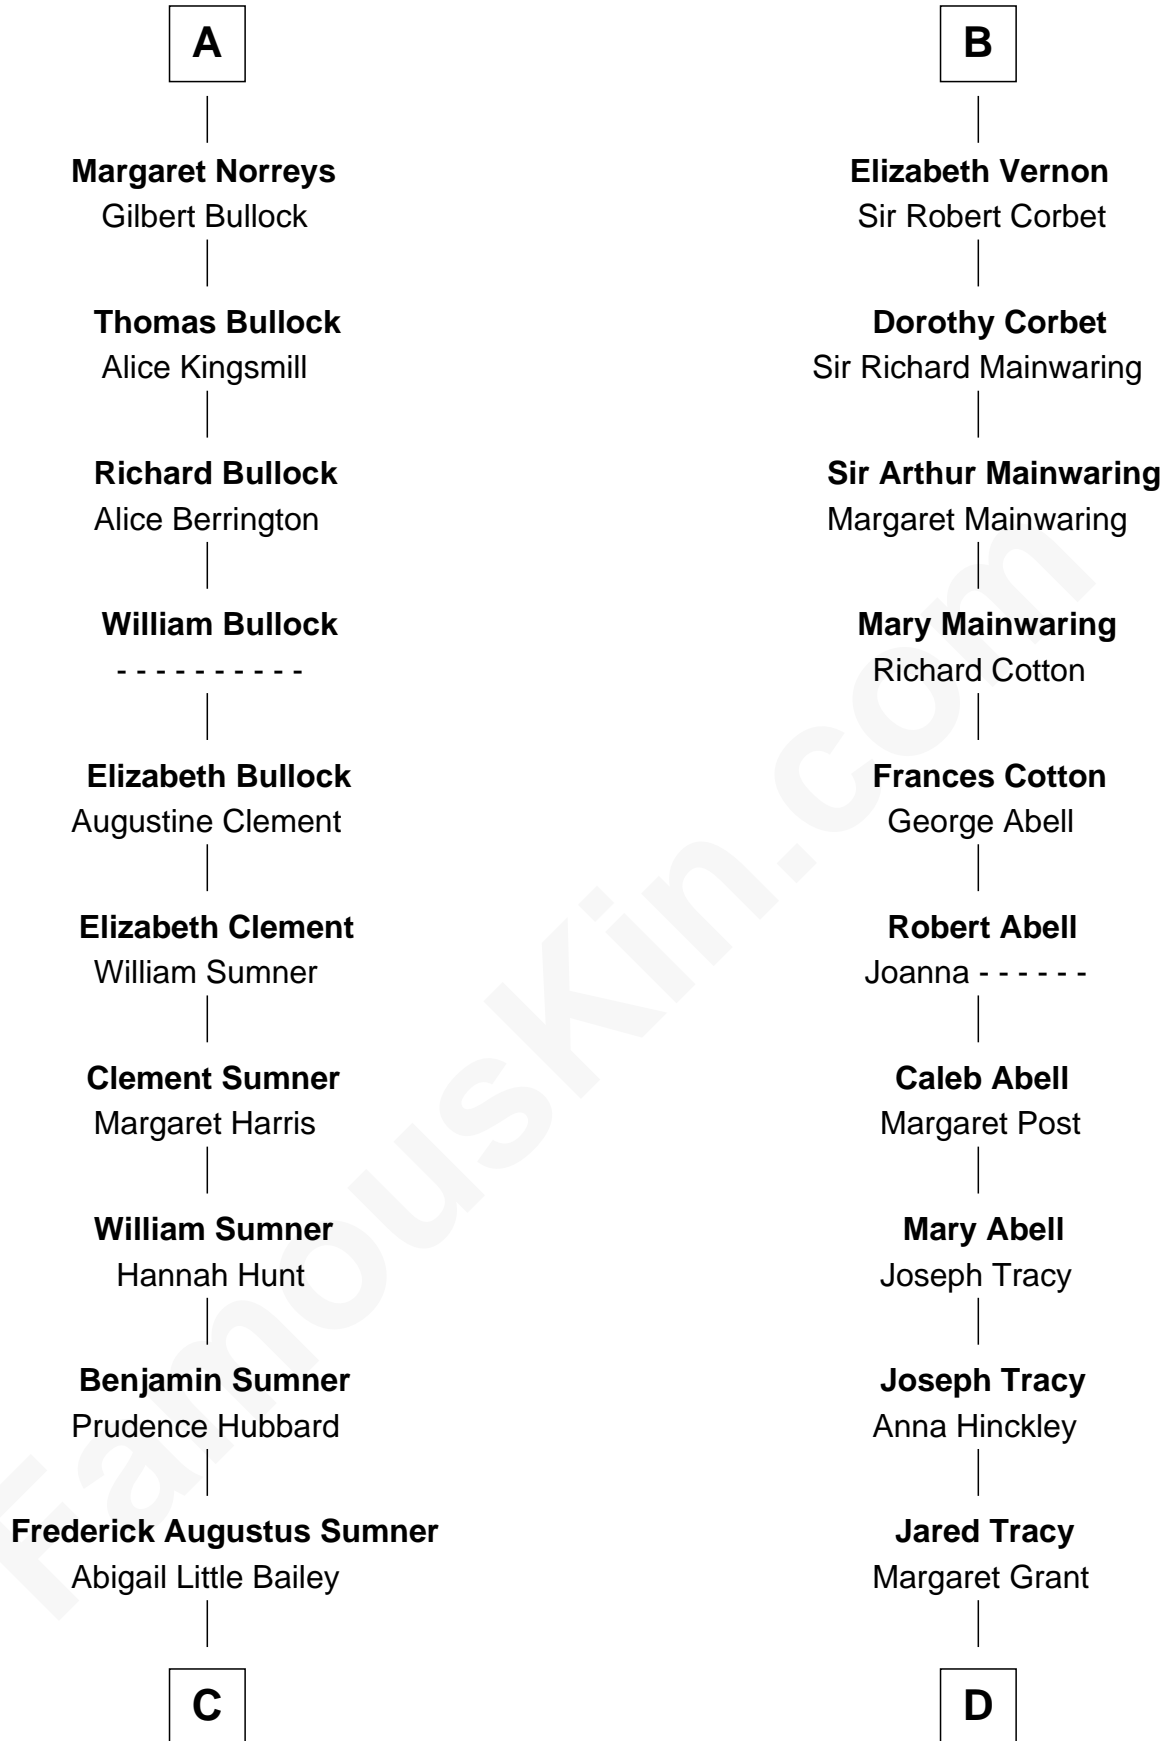 A
Margaret Norreys
Gilbert Bullock
Thomas Bullock
Alice Kingsmill
Richard Bullock
Alice Berrington
William Bullock
- - - - - - - - - -
Elizabeth Bullock
Augustine Clement
Elizabeth Clement
William Sumner
Clement Sumner
Margaret Harris
William Sumner
Hannah Hunt
Benjamin Sumner
Prudence Hubbard
Frederick Augustus Sumner
Abigail Little Bailey
C
B
Elizabeth Vernon
Sir Robert Corbet
Dorothy Corbet
Sir Richard Mainwaring
Sir Arthur Mainwaring
Margaret Mainwaring
Mary Mainwaring
Richard Cotton
Frances Cotton
George Abell
Robert Abell
Joanna - - - - - -
Caleb Abell
Margaret Post
Mary Abell
Joseph Tracy
Joseph Tracy
Anna Hinckley
Jared Tracy
Margaret Grant
D
FamousKin.com